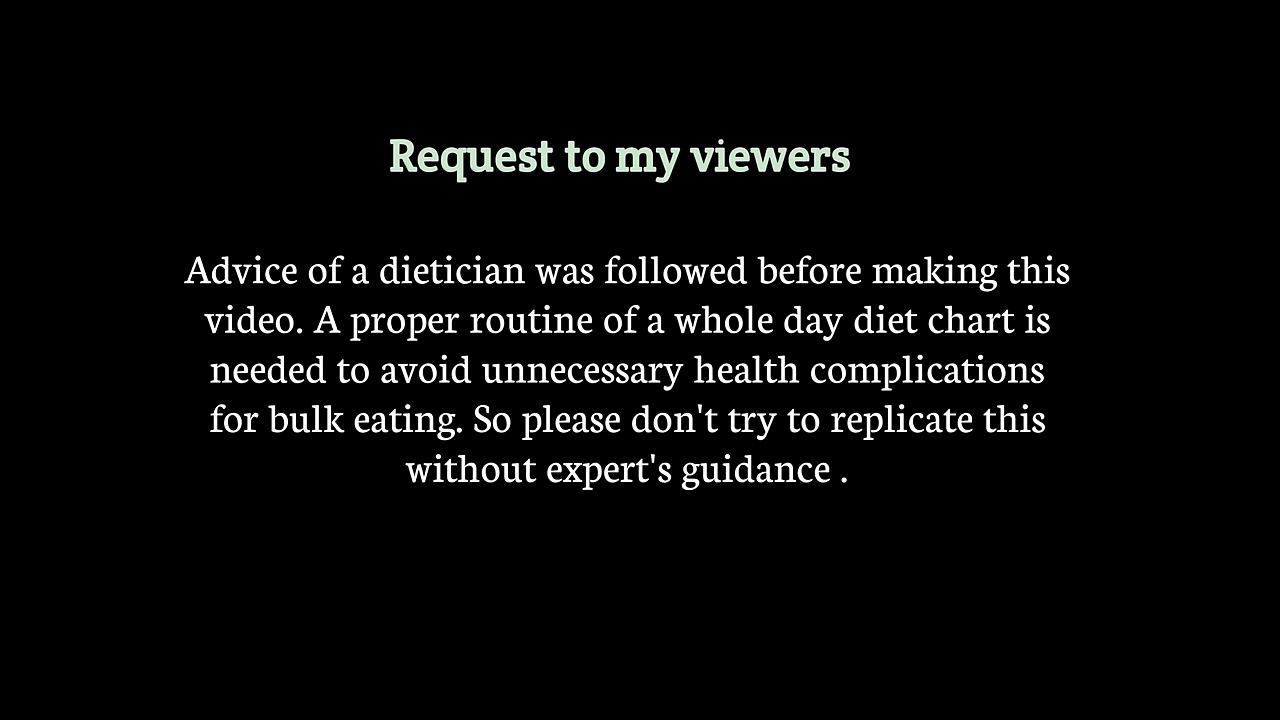 Request to my viewers
Advice of a dietician was followed before making this
video. A proper routine of a whole day diet chart is
needed to avoid unnecessary health complications
for bulk eating. So please don't try to replicate this
without expert's guidance .